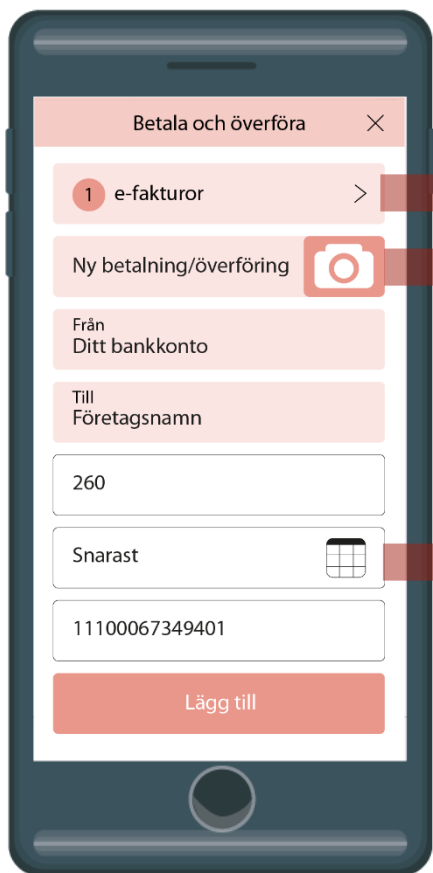 Betala och överföra
1 e-fakturor
Ny betalning/överföring
Från
Ditt bankkonto
Till
Företagsnamn
260
Snarast
11100067349401
Lägg till